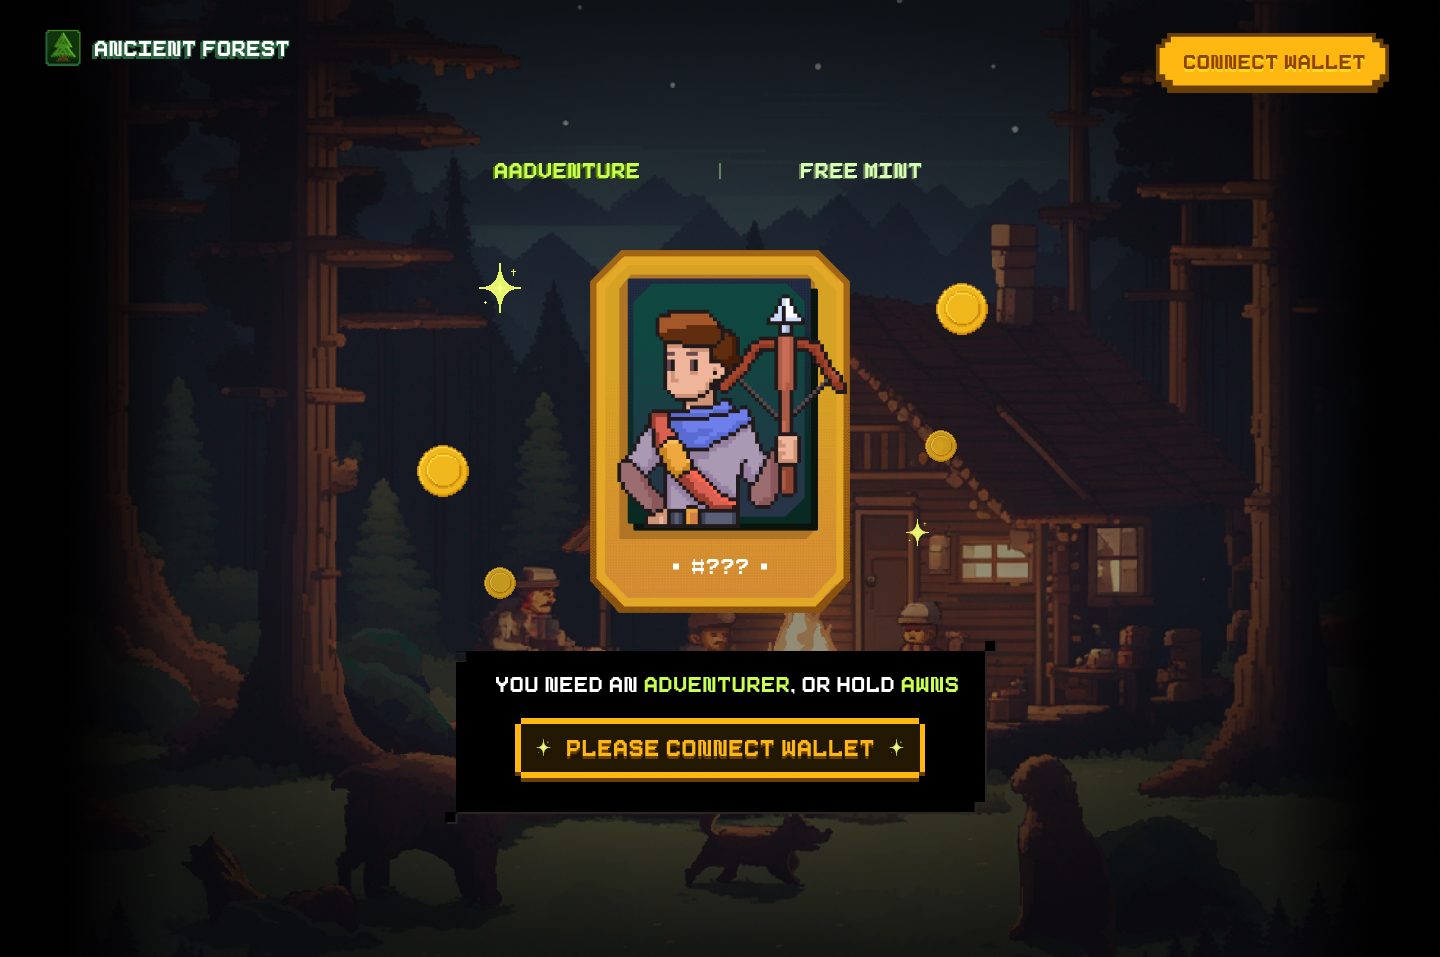 ANCIENT FOREST
CONNECT WALLET
AADVENTURE | FREE MINT
▪ #??? ▪
YOU NEED AN ADVENTURER, OR HOLD AWNS
PLEASE CONNECT WALLET